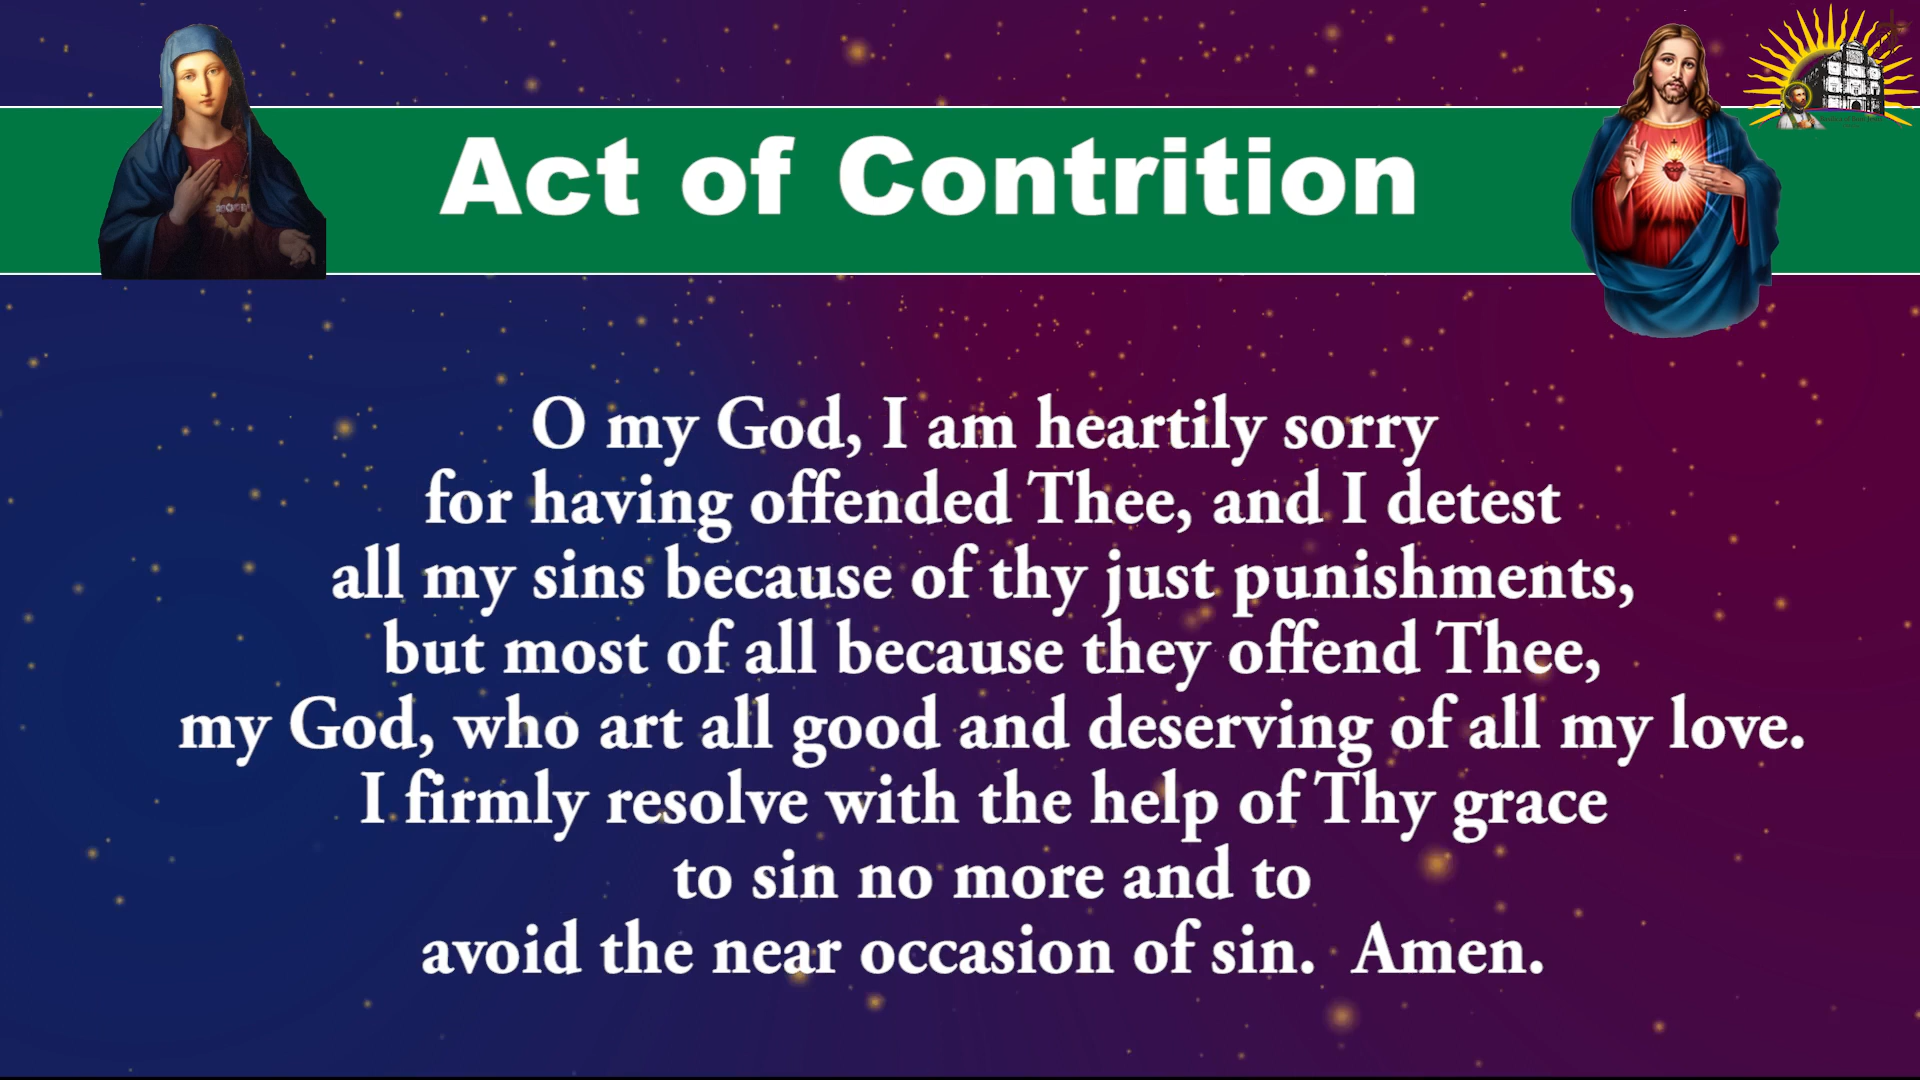 Act of Contrition
O my God, I am heartily sorry
for having offended Thee, and I detest
all my sins because of thy just punishments,
but most of all because they offend Thee,
my God, who art all good and deserving of all my love.
I firmly resolve with the help of Thy grace
to sin no more and to
avoid the near occasion of sin.  Amen.